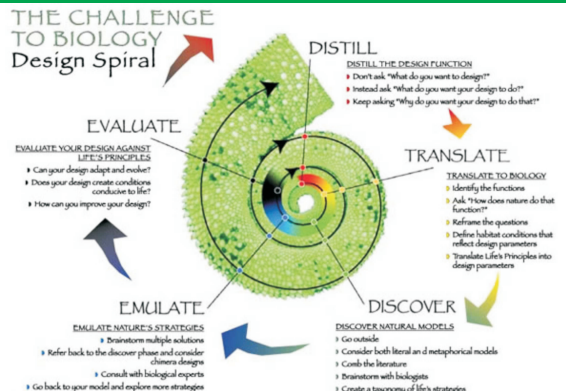 THE CHALLENGE
TO BIOLOGY
Design Spiral
DISTILL
DISTILL THE DESIGN FUNCTION
Don't ask "What do you want to design?"
Instead ask "What do you want your design to do?"
Keep asking "Why do you want your design to do that?"
TRANSLATE
TRANSLATE TO BIOLOGY
Identify the functions
Ask "How does nature do that
function?"
Reframe the questions
Define habitat conditions that
reflect design parameters
Translate Life's Principles into
design parameters
DISCOVER
DISCOVER NATURAL MODELS
Go outside
Consider both literal an d metaphorical models
Comb the literature
Brainstorm with biologists
Create a taxonomy of life's strategies
EMULATE
EMULATE NATURE'S STRATEGIES
Brainstorm multiple solutions
Refer back to the discover phase and consider
chimera designs
Consult with biological experts
Go back to your model and explore more strategies
EVALUATE
EVALUATE YOUR DESIGN AGAINST
LIFE'S PRINCIPLES
Can your design adapt and evolve?
Does your design create conditions
conducive to life?
How can you improve your design?